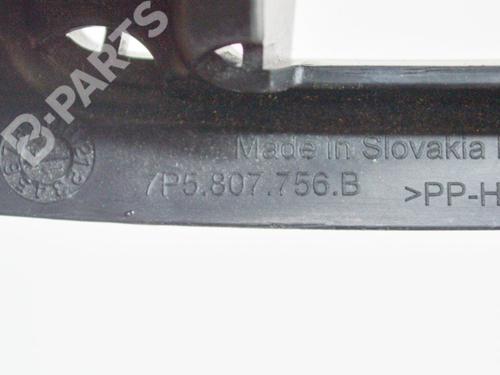 B-PARTS
Made in Slovakia
7P5.807.756.B
>PP-H